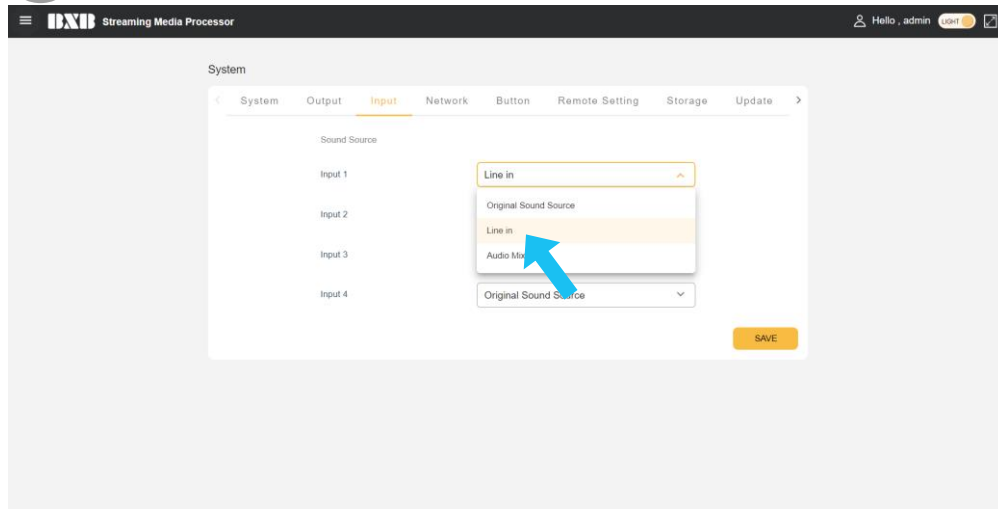 BXB Streaming Media Processor
Hello , admin LIGHT
System
System Output Input Network Button Remote Setting Storage Update
Sound Source
Input 1 Line in
Original Sound Source
Input 2
Line in
Input 3 Audio
Input 4 Original Sound Source
SAVE